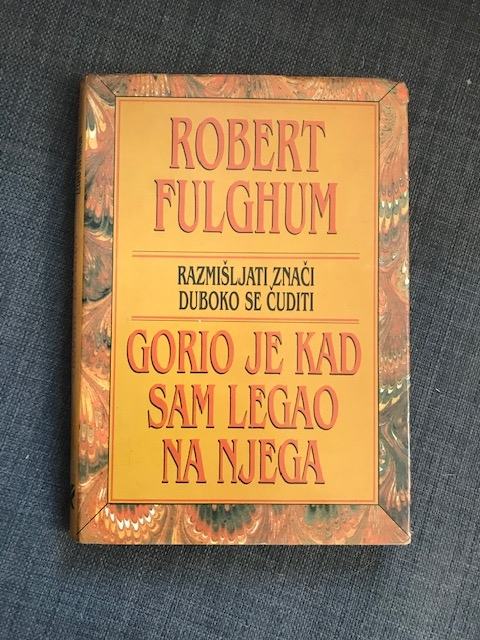 ROBERT
FULGHUM
RAZMIŠLJATI ZNAČI
DUBOKO SE ČUDITI
GORIO JE KAD
SAM LEGAO
NA NJEGA